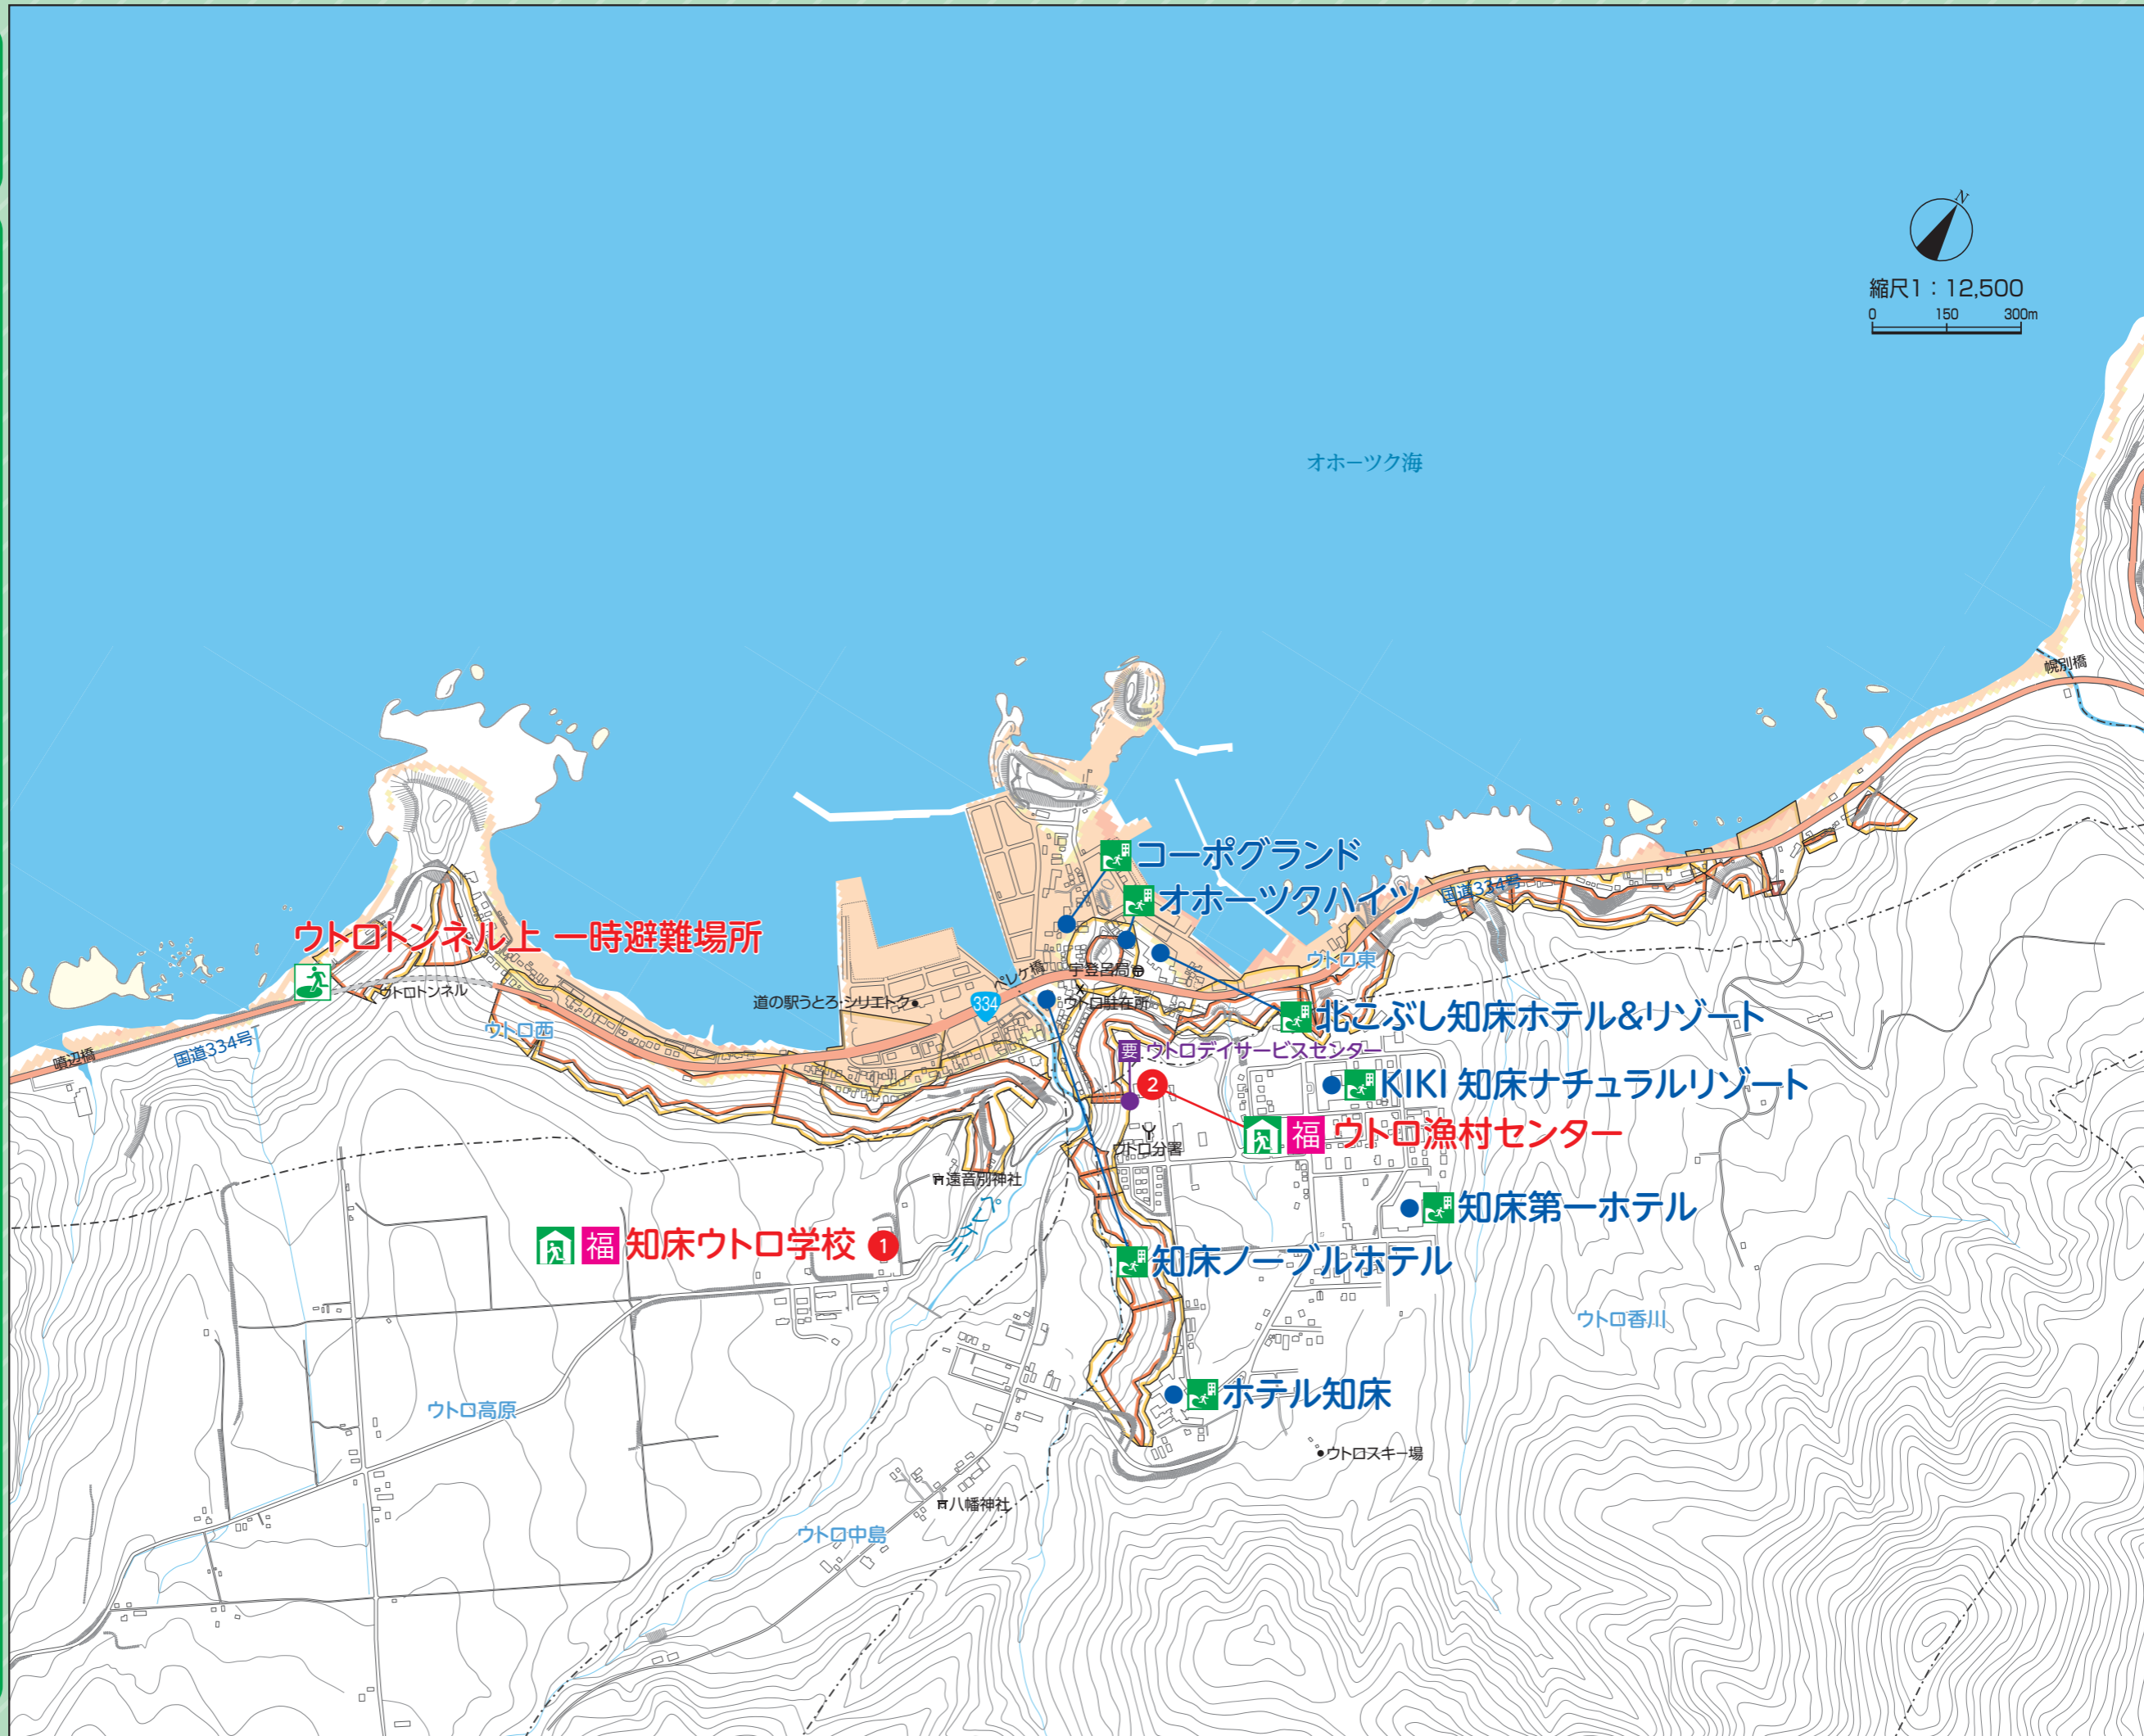 N
縮尺1：12,500
0 150 300m
オホーツク海
幌別橋
コーポグランド
オホーツクハイツ
国道334号
ウトロトンネル上 一時避難場所
ウトロトンネル
ウトロ東
ペレケ橋
宇登呂局
道の駅うとろ・シリエトク
334
ウトロ駐在所
北こぶし知床ホテル&リゾート
ウトロ西
国道334号
要 ウトロデイサービスセンター
2
KIKI 知床ナチュラルリゾート
福 ウトロ漁村センター
ウトロ分署
遠音別神社
ペレケ川
知床第一ホテル
福 知床ウトロ学校 1
知床ノーブルホテル
ウトロ香川
ホテル知床
ウトロ高原
ウトロスキー場
八幡神社
ウトロ中島